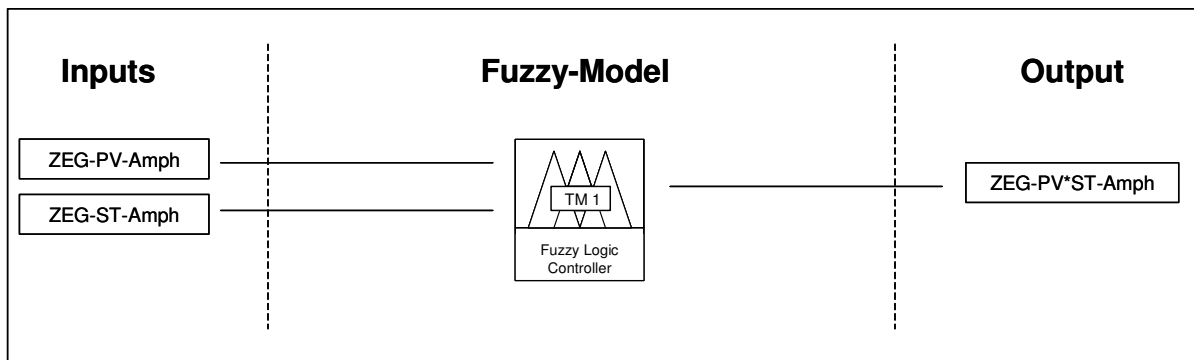 Inputs
Fuzzy-Model
Output
ZEG-PV-Amph
ZEG-ST-Amph
TM 1
Fuzzy Logic
Controller
ZEG-PV*ST-Amph